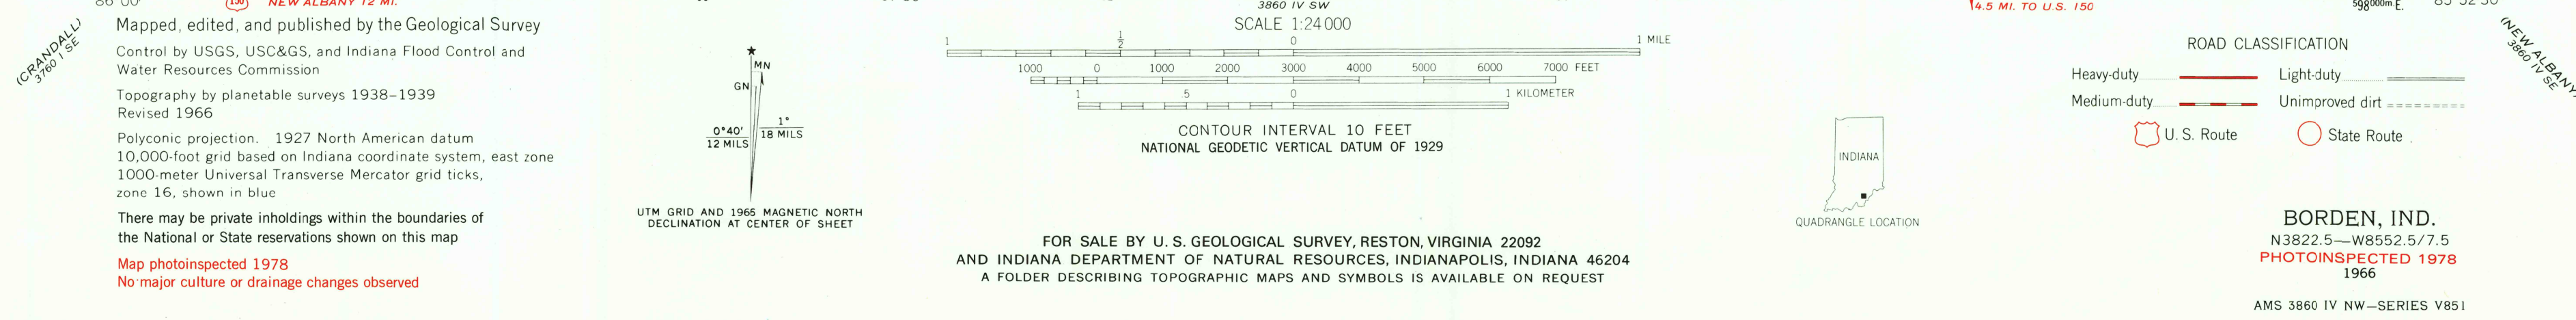 NEW ALBANY 12 MI.
3860 IV SW
4.5 MI. TO U.S. 150
598000m.E.
(CRANDALL)
3760 I SE
Mapped, edited, and published by the Geological Survey
Control by USGS, USC&GS, and Indiana Flood Control and
Water Resources Commission
Topography by planetable surveys 1938–1939
Revised 1966
Polyconic projection. 1927 North American datum
10,000-foot grid based on Indiana coordinate system, east zone
1000-meter Universal Transverse Mercator grid ticks,
zone 16, shown in blue
There may be private inholdings within the boundaries of
the National or State reservations shown on this map
Map photoinspected 1978
No major culture or drainage changes observed
MN
GN
0°40'
12 MILS
1°
18 MILS
UTM GRID AND 1965 MAGNETIC NORTH
DECLINATION AT CENTER OF SHEET
SCALE 1:24 000
1 1/2 0 1 MILE
1000 0 1000 2000 3000 4000 5000 6000 7000 FEET
1 .5 0 1 KILOMETER
CONTOUR INTERVAL 10 FEET
NATIONAL GEODETIC VERTICAL DATUM OF 1929
FOR SALE BY U. S. GEOLOGICAL SURVEY, RESTON, VIRGINIA 22092
AND INDIANA DEPARTMENT OF NATURAL RESOURCES, INDIANAPOLIS, INDIANA 46204
A FOLDER DESCRIBING TOPOGRAPHIC MAPS AND SYMBOLS IS AVAILABLE ON REQUEST
INDIANA
QUADRANGLE LOCATION
ROAD CLASSIFICATION
Heavy-duty Light-duty
Medium-duty Unimproved dirt
U. S. Route State Route
(NEW ALBANY)
3860 IV SE
BORDEN, IND.
N3822.5—W8552.5/7.5
PHOTOINSPECTED 1978
1966
AMS 3860 IV NW—SERIES V851